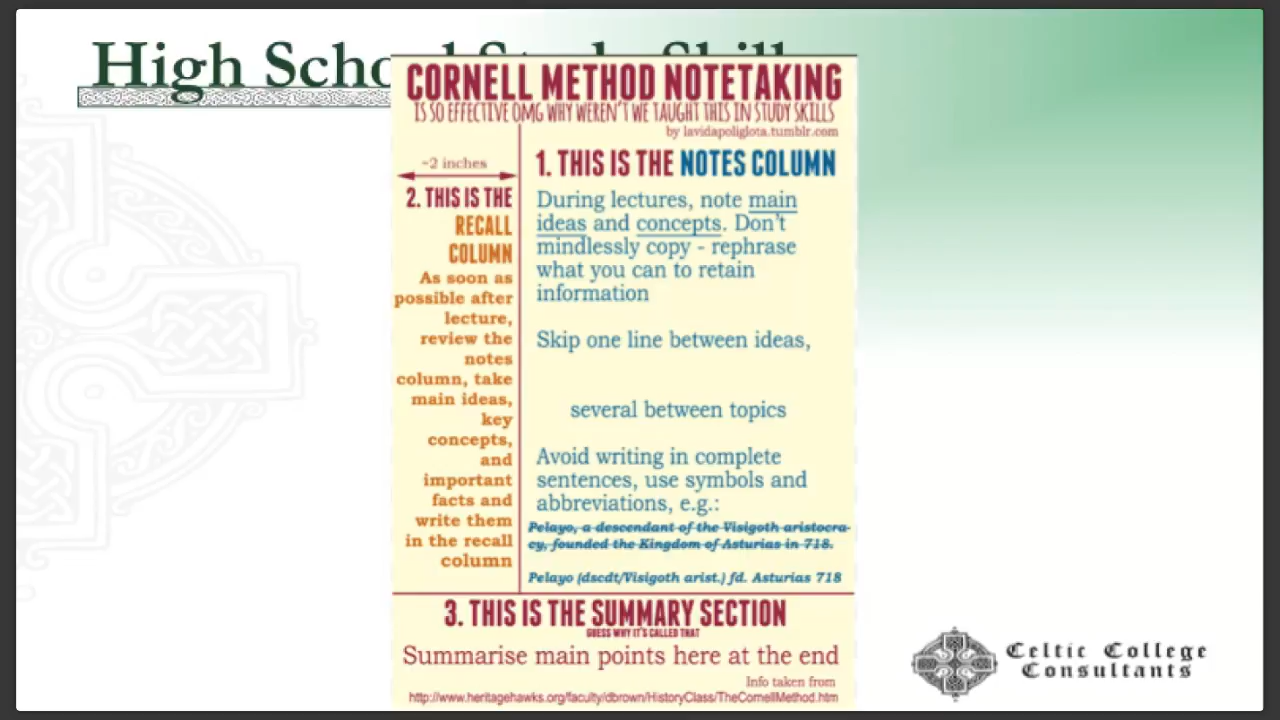 High School Study Skills
CORNELL METHOD NOTETAKING
IS SO EFFECTIVE OMG WHY WEREN'T WE TAUGHT THIS IN STUDY SKILLS
by lavidapoliglota.tumblr.com
~2 inches
1. THIS IS THE NOTES COLUMN
During lectures, note main
ideas and concepts. Don't
mindlessly copy - rephrase
what you can to retain
information
Skip one line between ideas,
several between topics
Avoid writing in complete
sentences, use symbols and
abbreviations, e.g.:
Pelayo, a descendant of the Visigoth aristocra-
cy, founded the Kingdom of Asturias in 718.
Pelayo (dscdt/Visigoth arist.) fd. Asturias 718
2. THIS IS THE
RECALL
COLUMN
As soon as
possible after
lecture,
review the
notes
column, take
main ideas,
key
concepts,
and
important
facts and
write them
in the recall
column
3. THIS IS THE SUMMARY SECTION
GUESS WHY IT'S CALLED THAT
Summarise main points here at the end
Info taken from
http://www.heritagehawks.org/faculty/dbrown/HistoryClass/TheCornellMethod.htm
Celtic College
Consultants